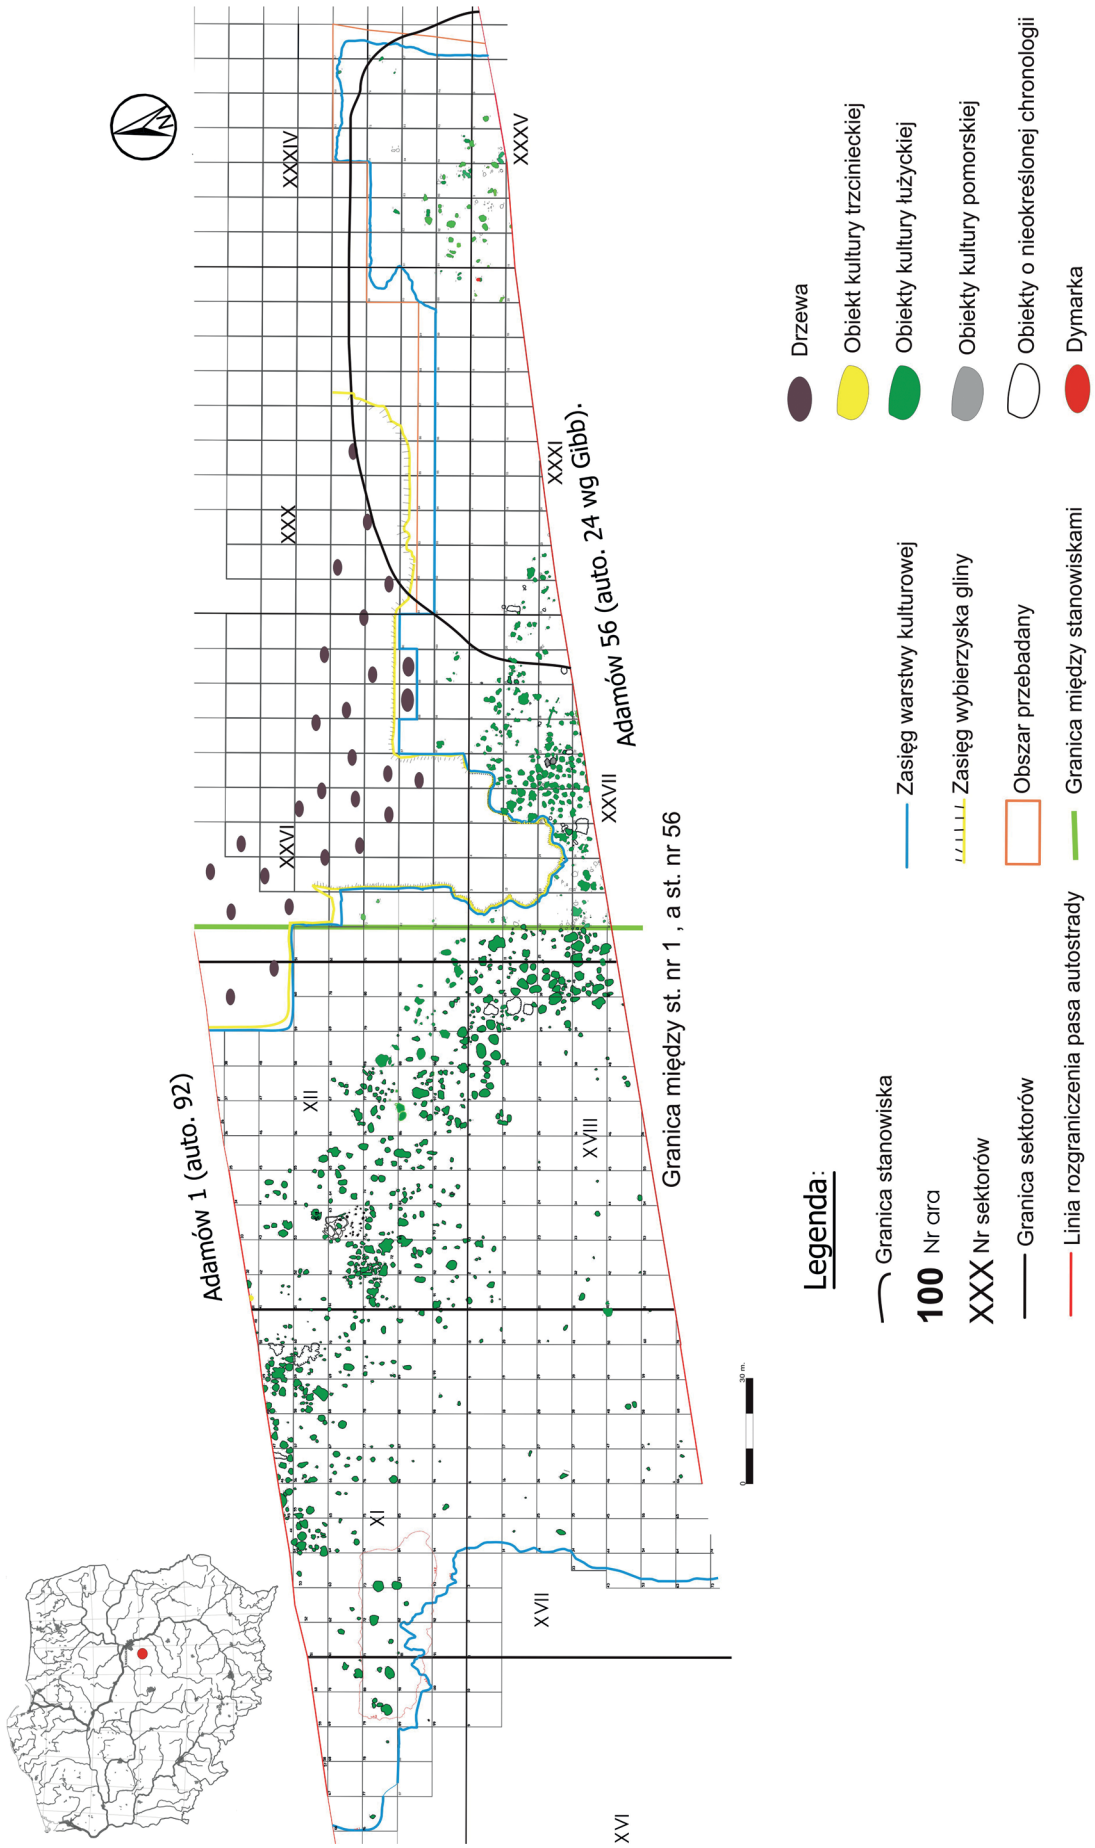 N
XXXIV
XXXV
XXX
XXXI
Adamów 56 (auto. 24 wg Gibb).
XXVI
XXVII
Granica między st. nr 1 , a st. nr 56
Adamów 1 (auto. 92)
XII
XVIII
XI
XVII
XVI
0 30 m.
Legenda:
Granica stanowiska
100 Nr ara
XXX Nr sektorów
Granica sektorów
Linia rozgraniczenia pasa autostrady
Zasięg warstwy kulturowej
Zasięg wybierzyska gliny
Obszar przebadany
Granica między stanowiskami
Drzewa
Obiekt kultury trzcinieckiej
Obiekty kultury łużyckiej
Obiekty kultury pomorskiej
Obiekty o nieokreślonej chronologii
Dymarka